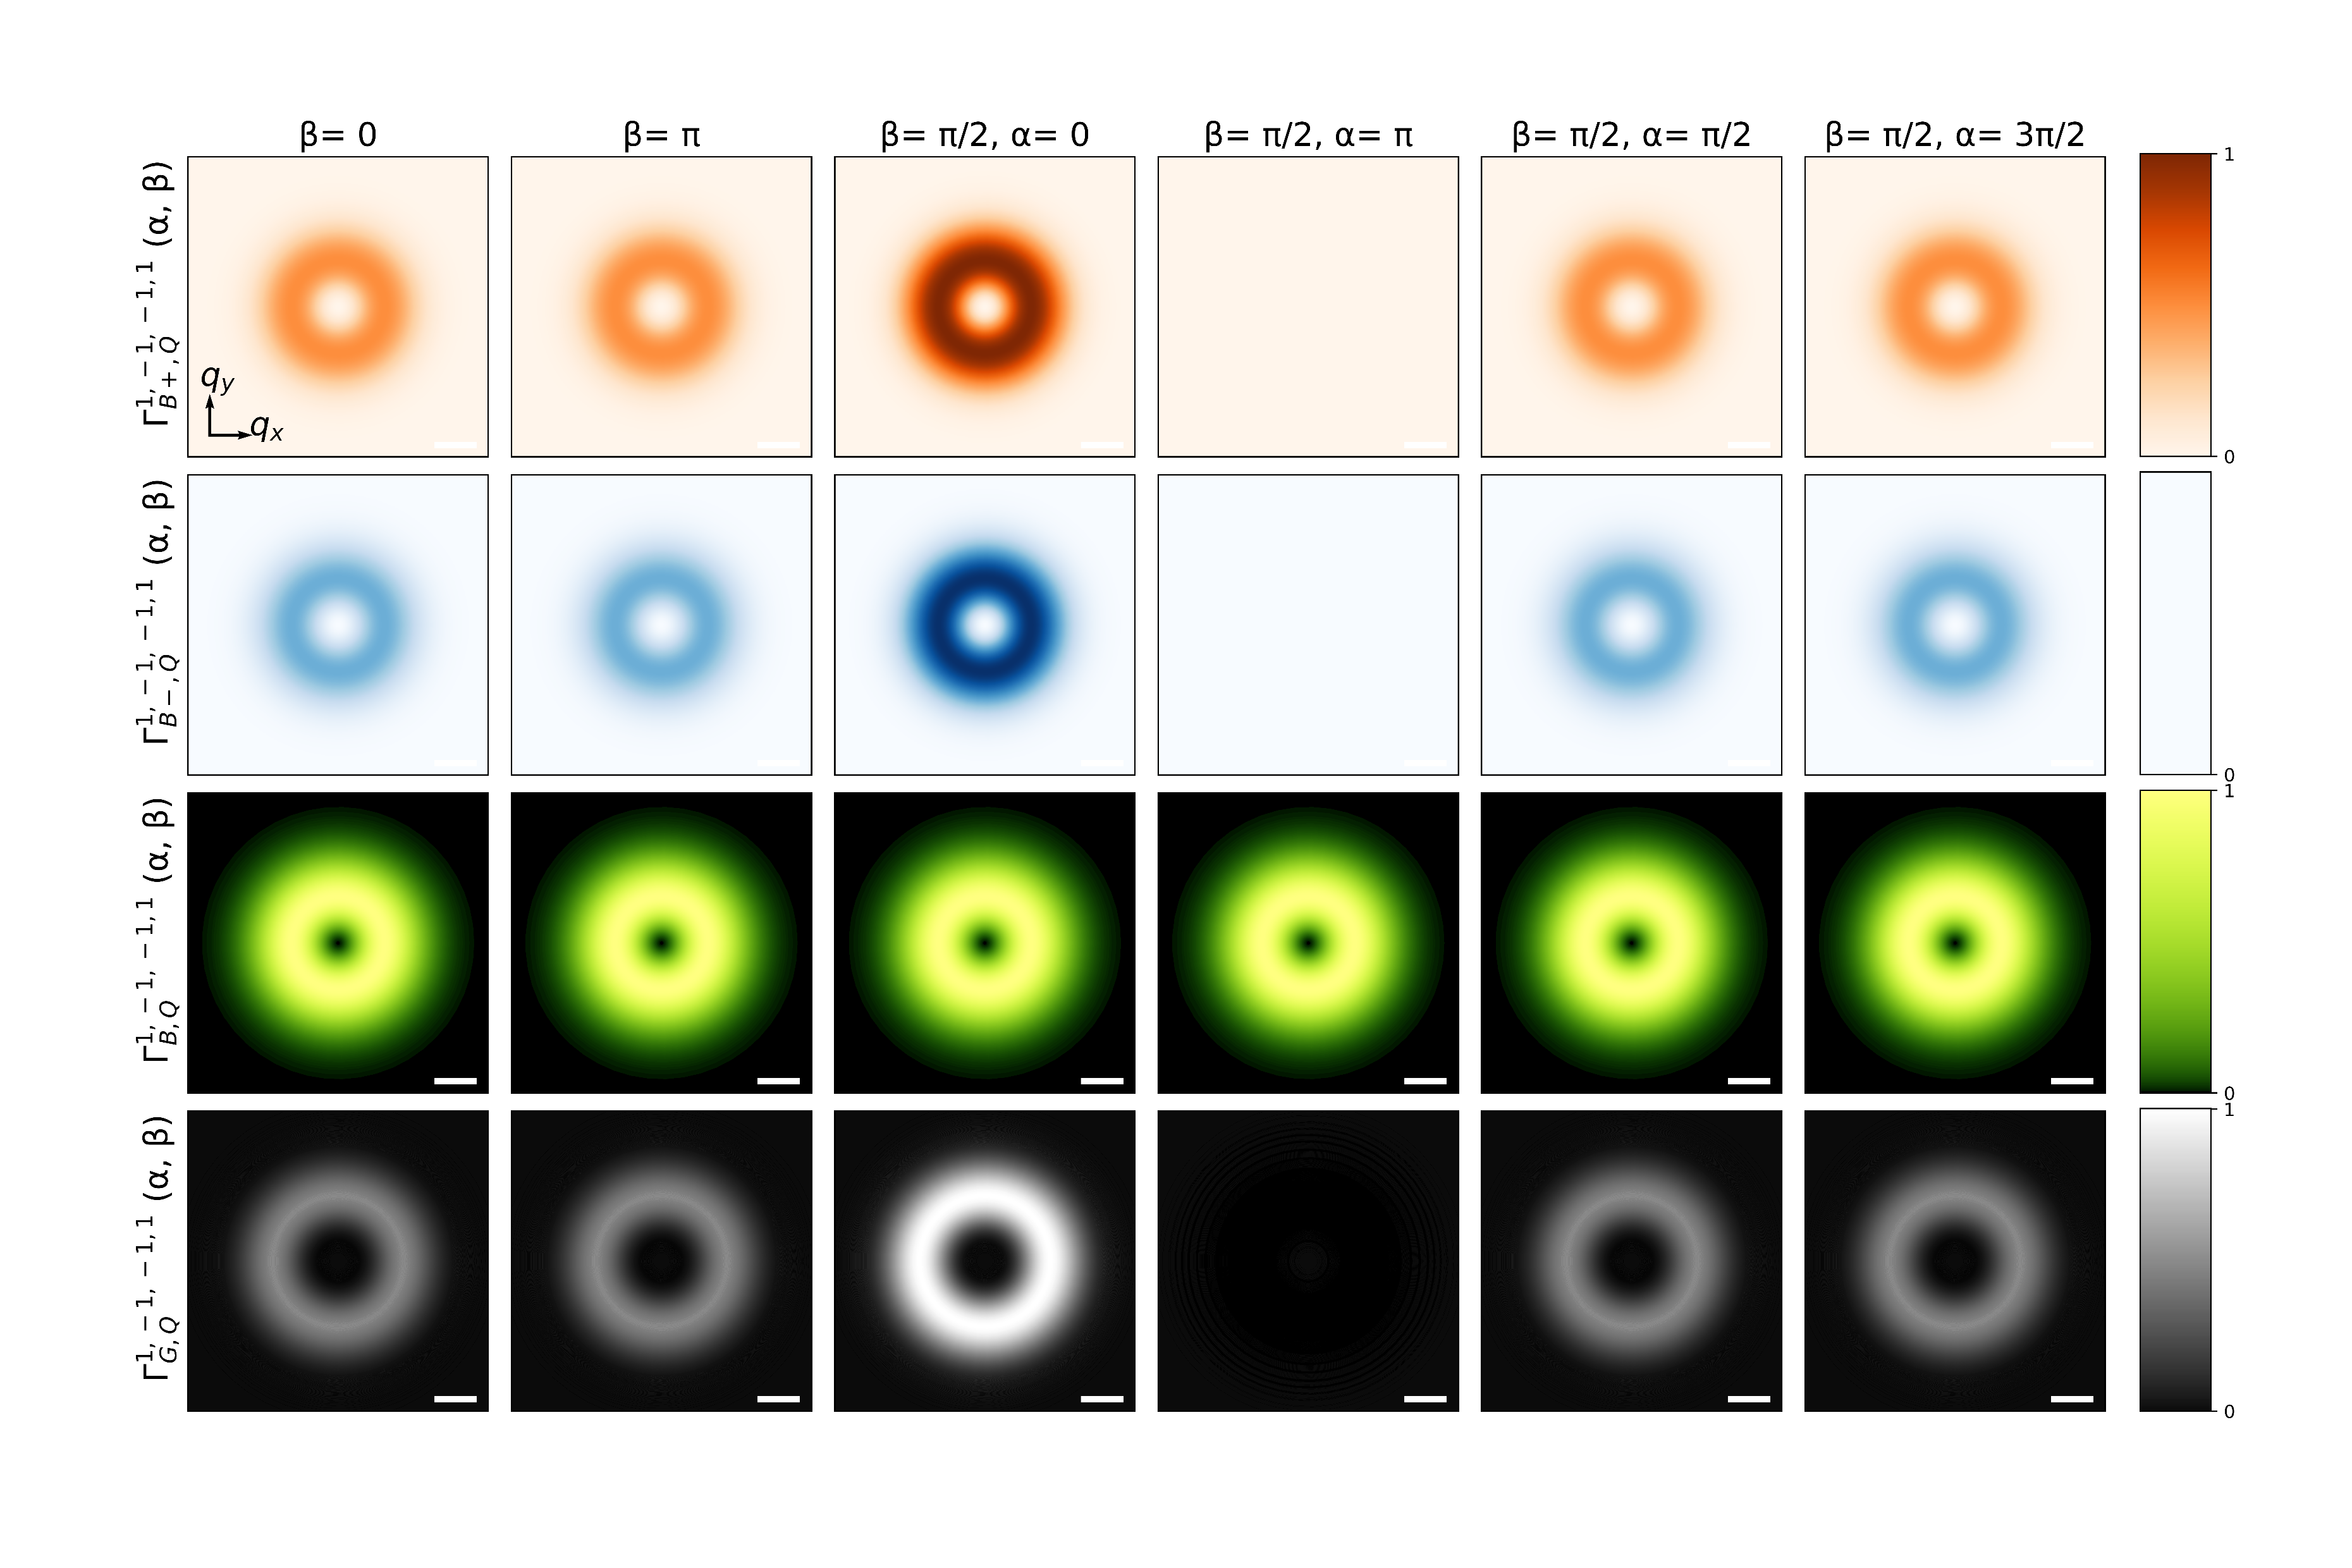 β= 0
β= π
β= π/2, α= 0
β= π/2, α= π
β= π/2, α= π/2
β= π/2, α= 3π/2
Γ^{1,−1,−1,1}_{B+,Q} (α, β)
q_y
q_x
1
0
Γ^{1,−1,−1,1}_{B−,Q} (α, β)
0
Γ^{1,−1,−1,1}_{B,Q} (α, β)
1
0
Γ^{1,−1,−1,1}_{G,Q} (α, β)
1
0